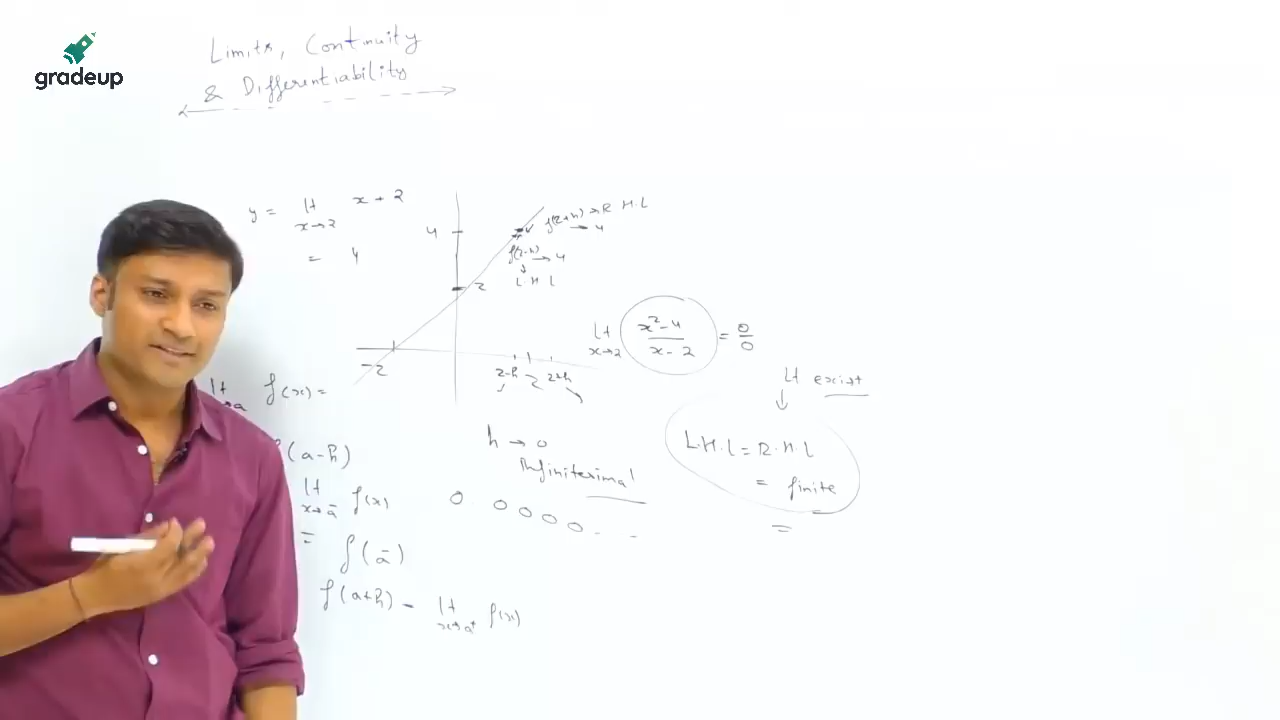 gradeup
Limits, Continuity
& Differentiability
y = lt x + 2
x→2
= 4
4
2
-2
f(2+h) → R.H.L
→ 4
f(2-h) → 4
↓
L.H.L
2-h 2 2+h
lt x²-4 / x-2 = 0/0
x→2
lt exist
↓
L.H.L = R.H.L
= finite
=
lt f(x) =
(a-h)
lt f(x)
x→a⁻
= f(a⁻)
f(a+h) - lt f(x)
x→a⁺
h → 0
Infinitesimal
0 0 0 0 0 . . .